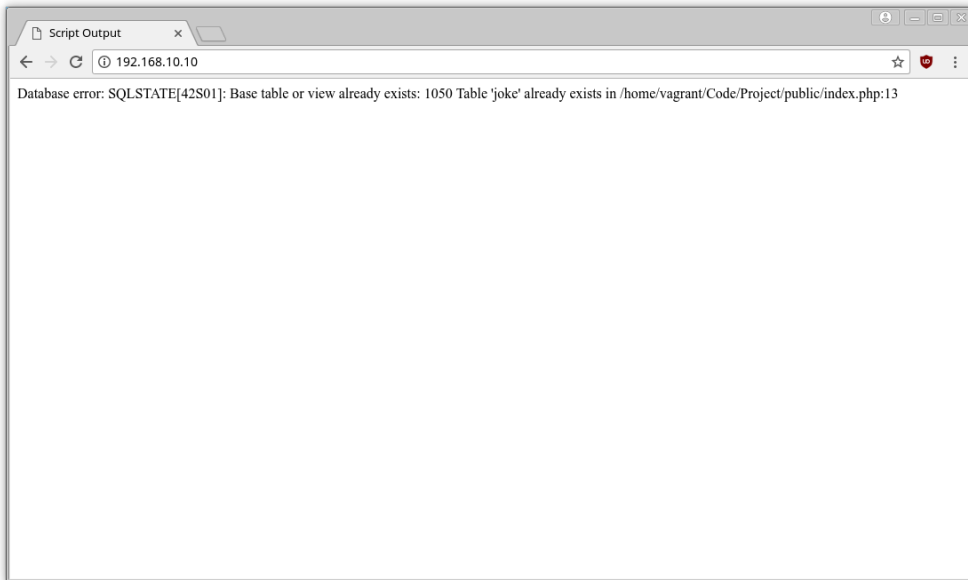 Script Output
192.168.10.10
Database error: SQLSTATE[42S01]: Base table or view already exists: 1050 Table 'joke' already exists in /home/vagrant/Code/Project/public/index.php:13